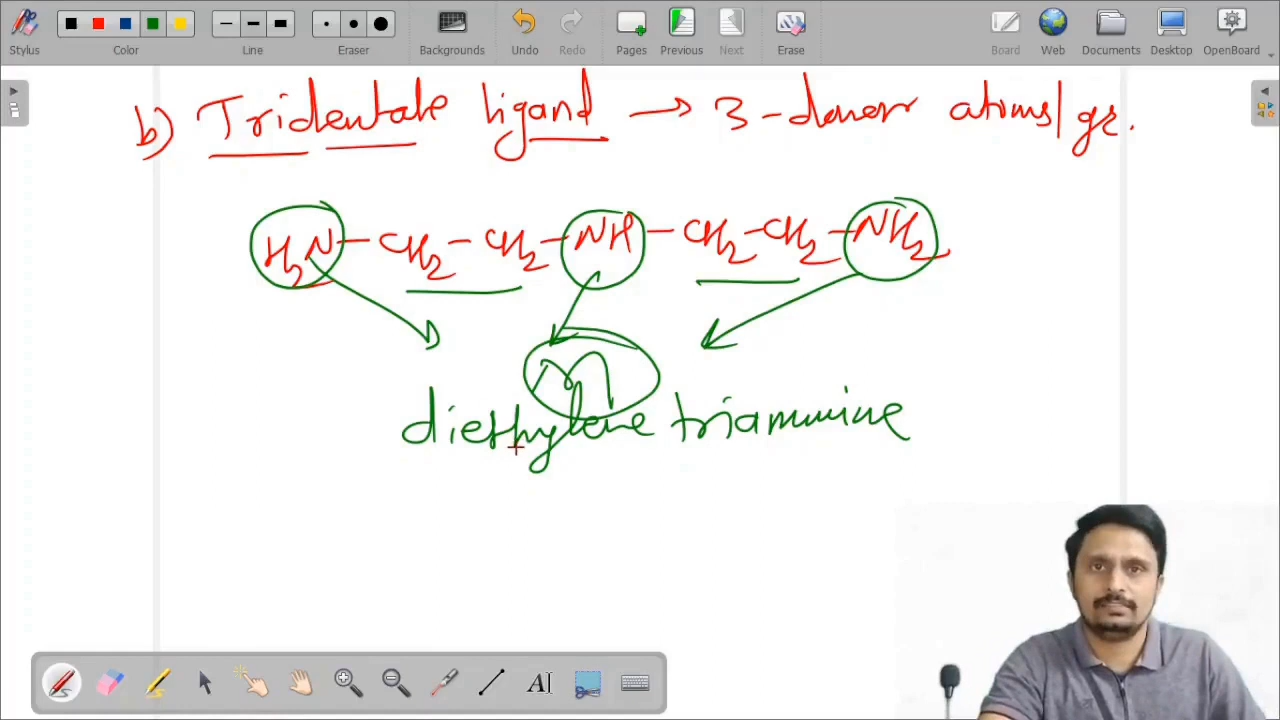 Stylus
Color
Line
Eraser
Backgrounds
Undo
Redo
Pages
Previous
Next
Erase
Board
Web
Documents
Desktop
OpenBoard
b) Tridentate ligand → 3-donor atoms/gr.
H₂N-CH₂-CH₂-NH-CH₂-CH₂-NH₂
M
diethylene triammine
AI